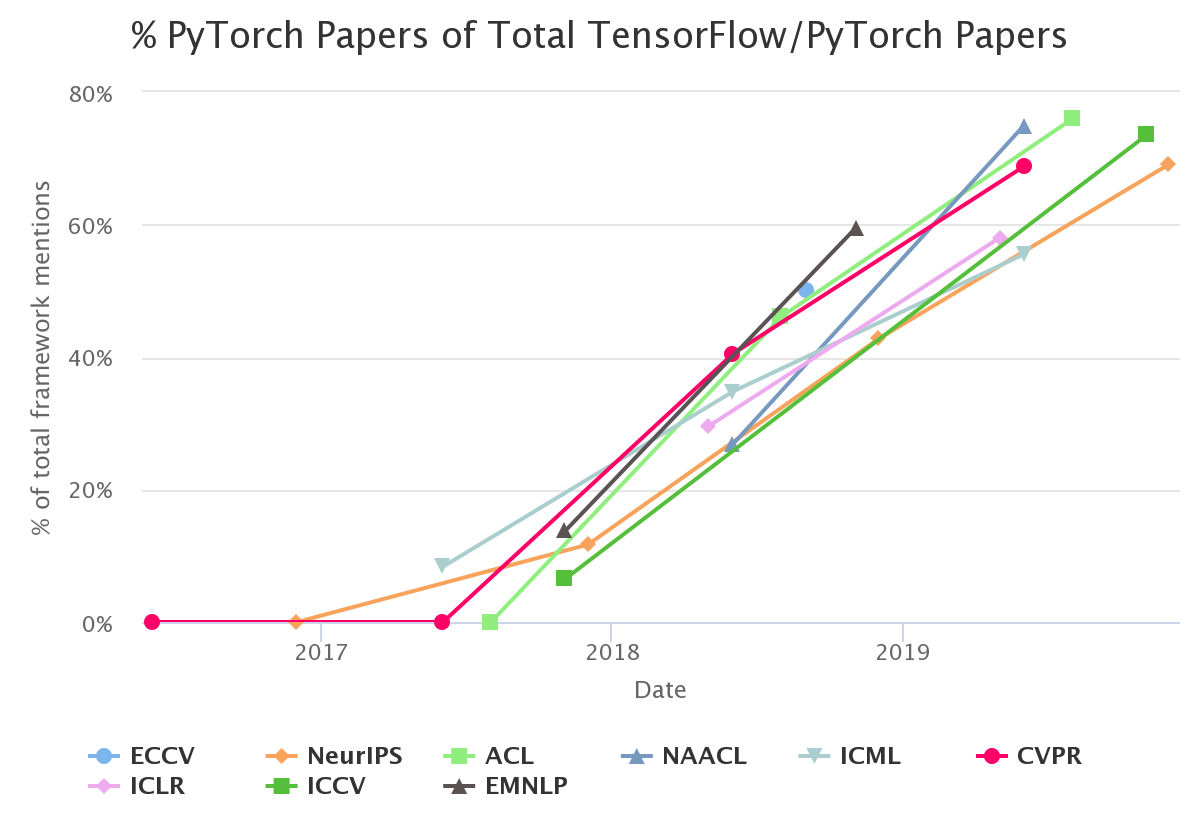 % PyTorch Papers of Total TensorFlow/PyTorch Papers
80%
60%
40%
20%
0%
% of total framework mentions
2017 2018 2019
Date
ECCV NeurIPS ACL NAACL ICML CVPR
ICLR ICCV EMNLP